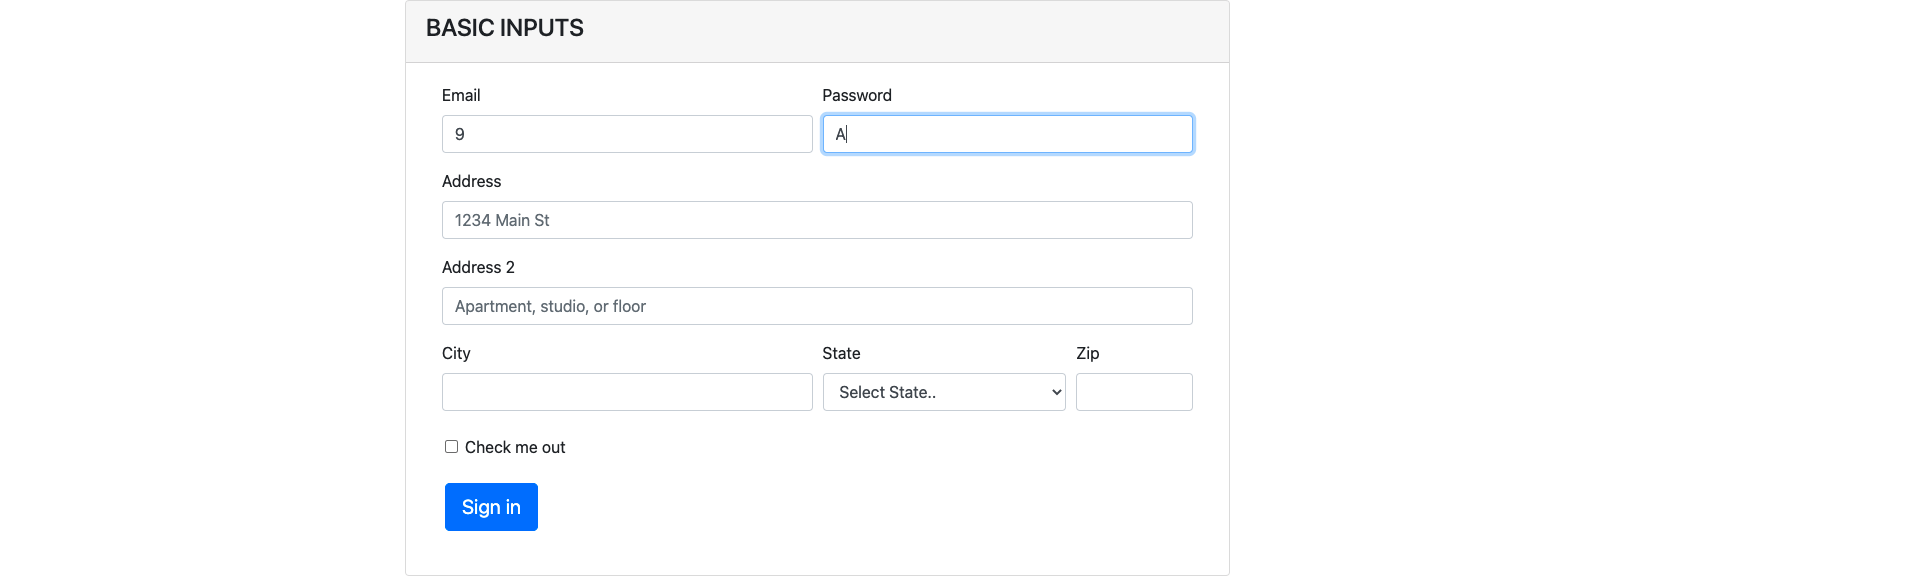 BASIC INPUTS
Email
Password
9
A
Address
1234 Main St
Address 2
Apartment, studio, or floor
City
State
Zip
Select State..
Check me out
Sign in